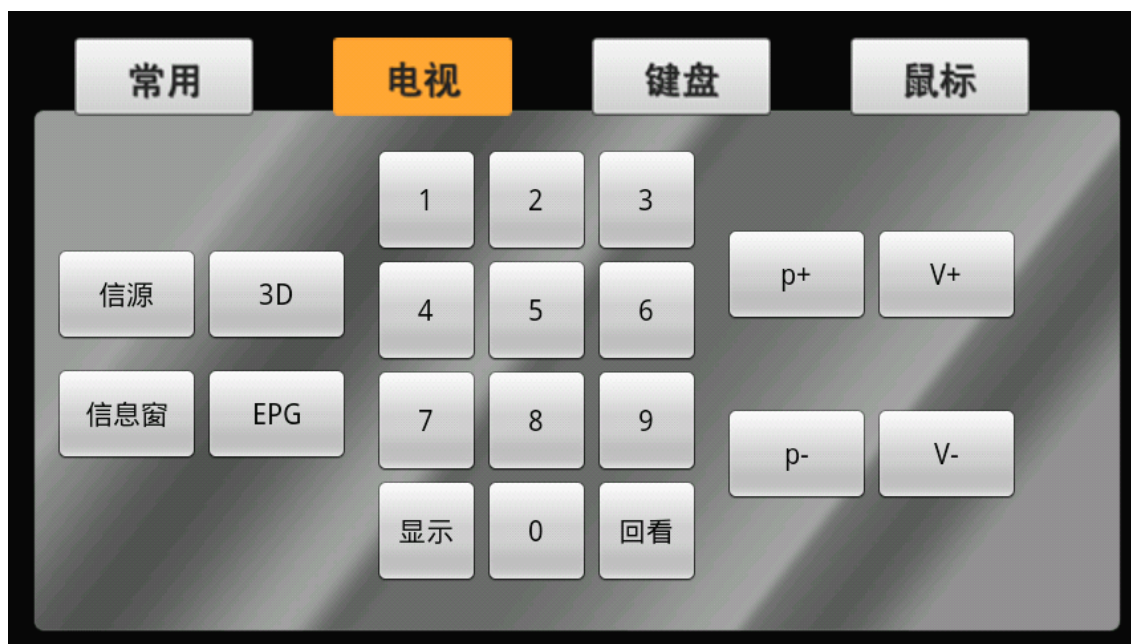 常用 电视 键盘 鼠标
1 2 3
信源 3D
4 5 6
p+ V+
信息窗 EPG
7 8 9
p- V-
显示 0 回看